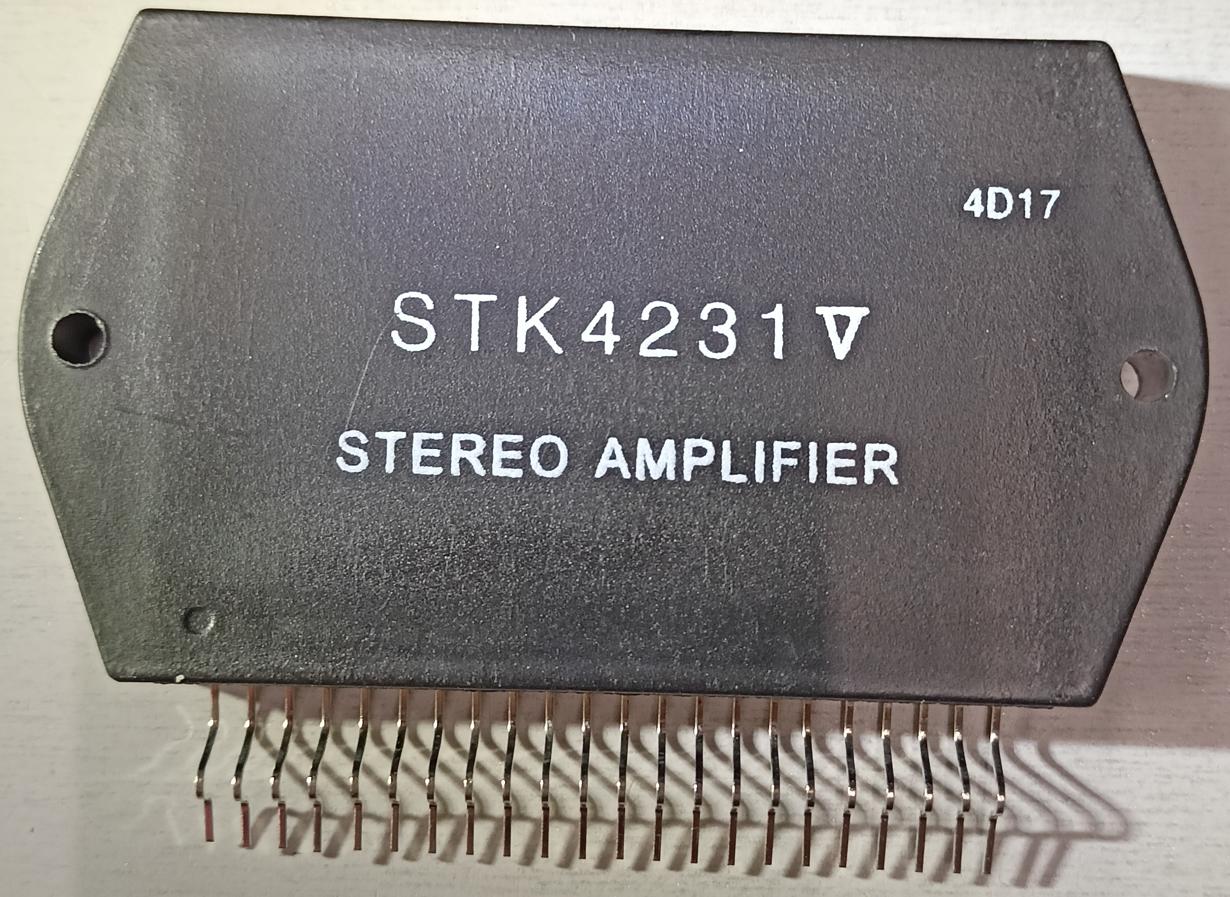 4D17
STK4231V
STEREO AMPLIFIER